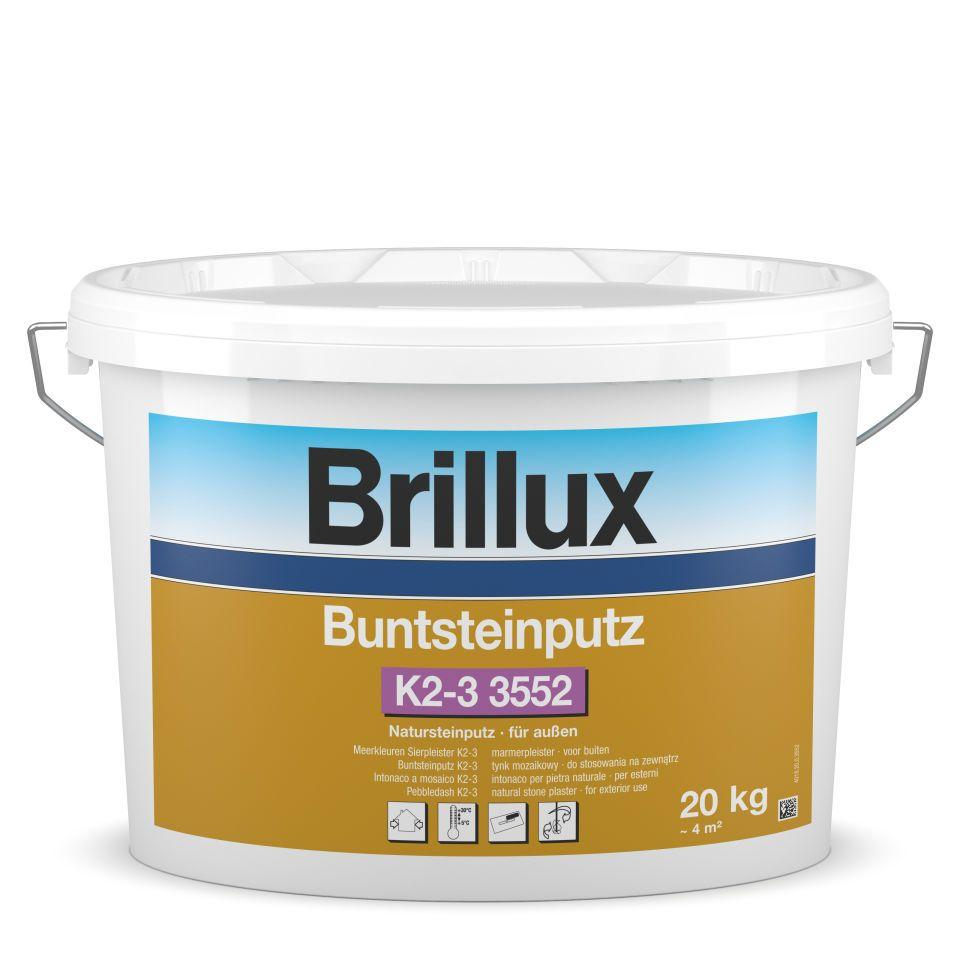 Brillux
Buntsteinputz
K2-3 3552
Natursteinputz · für außen
Meerkleuren Sierpleister K2-3 marmerpleister · voor buiten
Buntsteinputz K2-3 tynk mozaikowy · do stosowania na zewnątrz
Intonaco a mosaico K2-3 intonaco per pietra naturale · per esterni
Pebbledash K2-3 natural stone plaster · for exterior use
+30°C
+5°C
20 kg
~ 4 m²